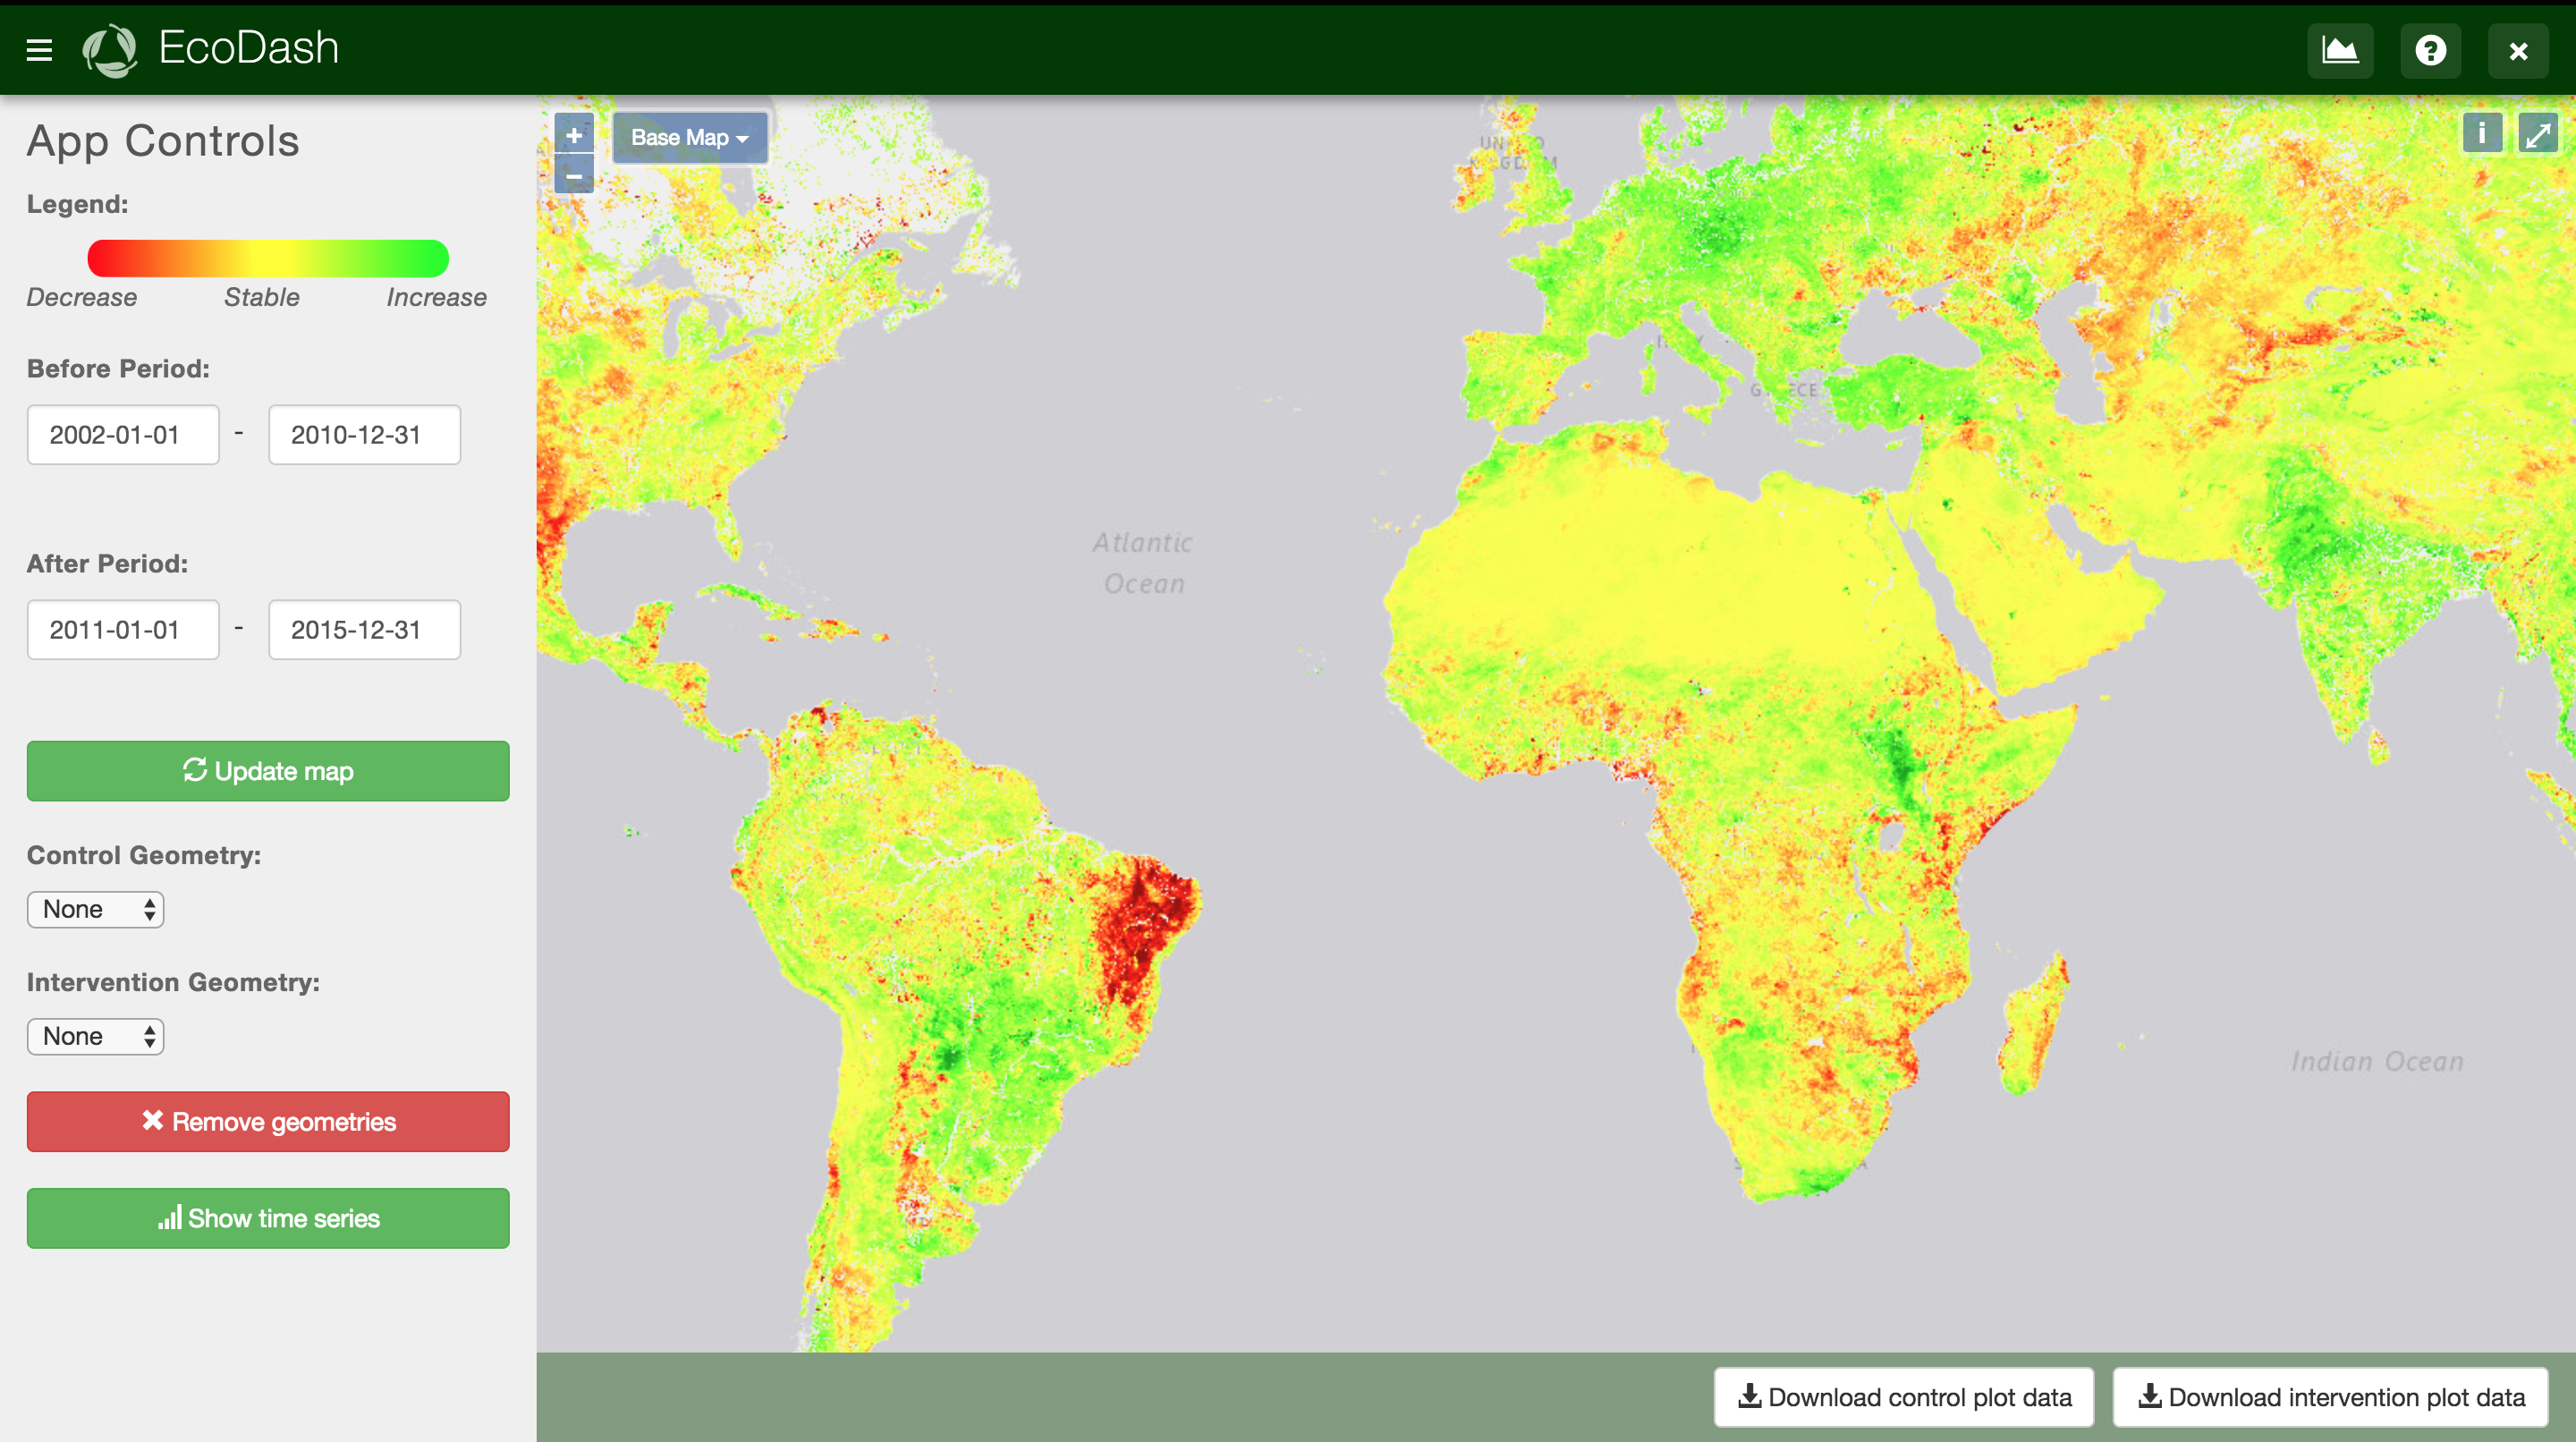 EcoDash
App Controls
Legend:
Decrease Stable Increase
Before Period:
2002-01-01 - 2010-12-31
After Period:
2011-01-01 - 2015-12-31
Update map
Control Geometry:
None
Intervention Geometry:
None
Remove geometries
Show time series
+
−
Base Map
i
Atlantic
Ocean
Indian Ocean
Download control plot data
Download intervention plot data